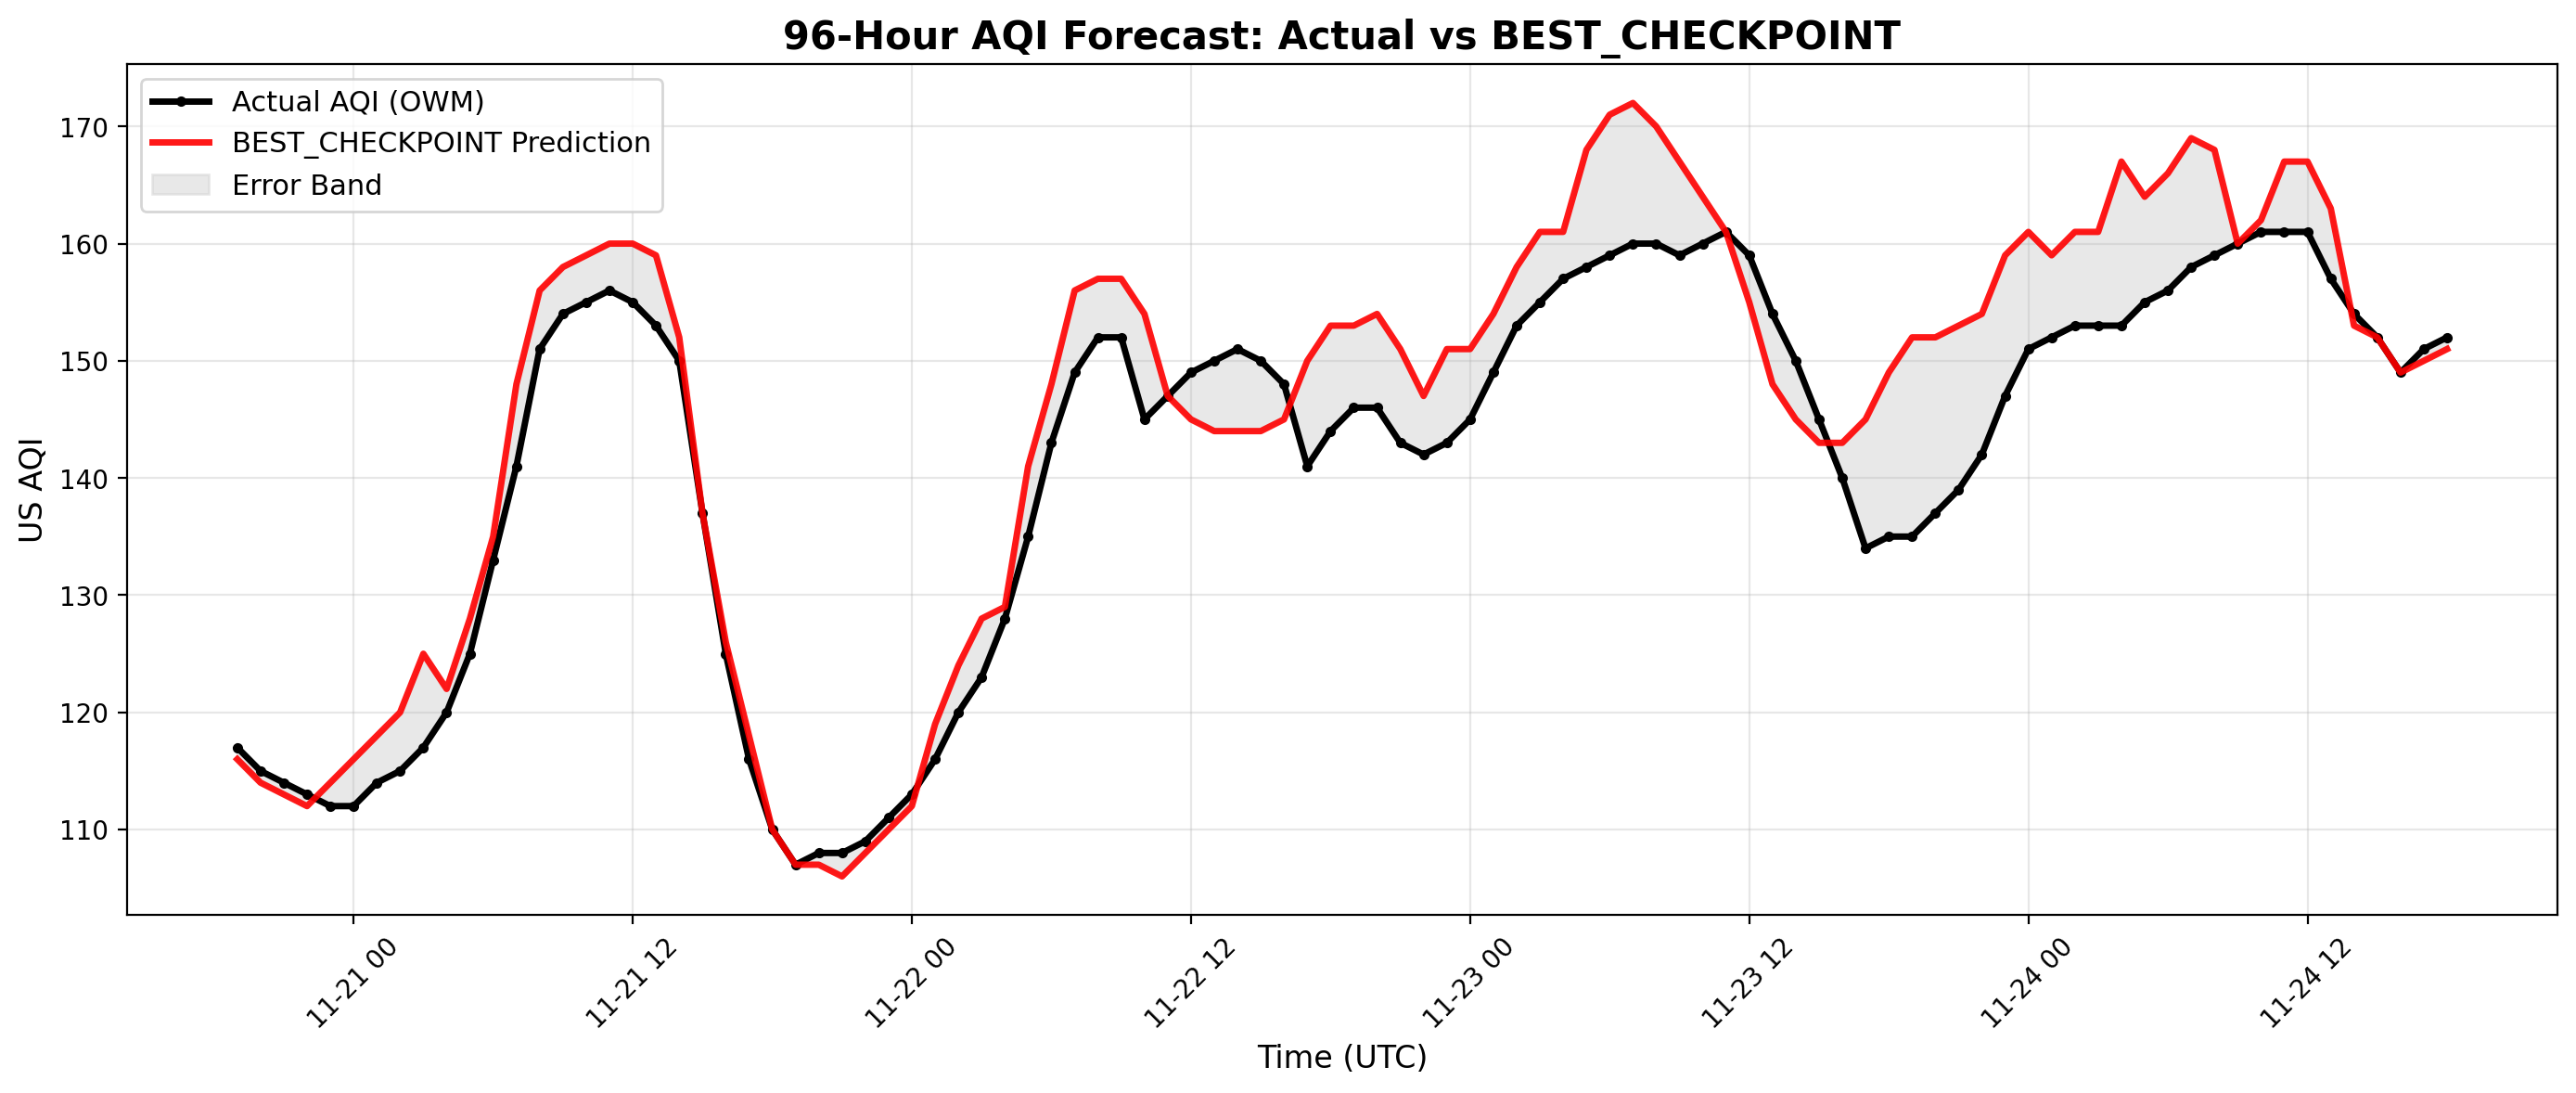 96-Hour AQI Forecast: Actual vs BEST_CHECKPOINT
Actual AQI (OWM)
BEST_CHECKPOINT Prediction
Error Band
US AQI
170
160
150
140
130
120
110
11-21 00
11-21 12
11-22 00
11-22 12
11-23 00
11-23 12
11-24 00
11-24 12
Time (UTC)